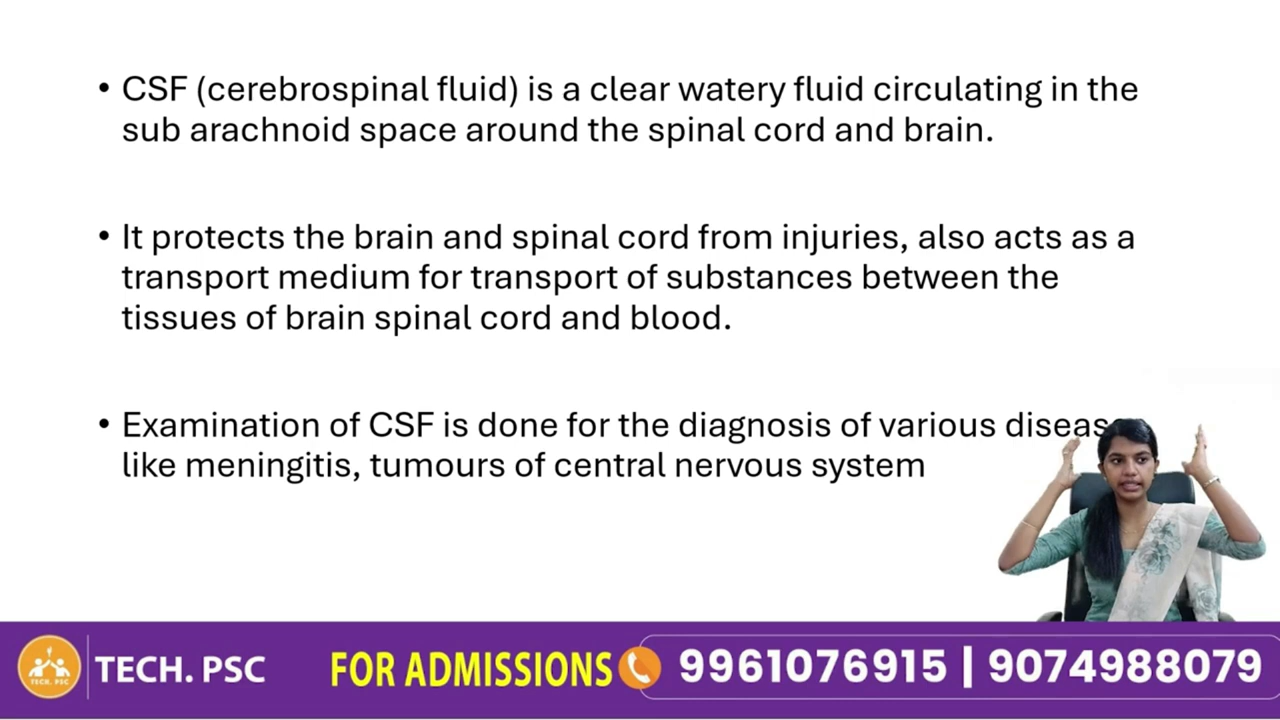 • CSF (cerebrospinal fluid) is a clear watery fluid circulating in the
sub arachnoid space around the spinal cord and brain.
• It protects the brain and spinal cord from injuries, also acts as a
transport medium for transport of substances between the
tissues of brain spinal cord and blood.
• Examination of CSF is done for the diagnosis of various
like meningitis, tumours of central nervous system
TECH. PSC
TECH. PSC FOR ADMISSIONS 9961076915 | 9074988079